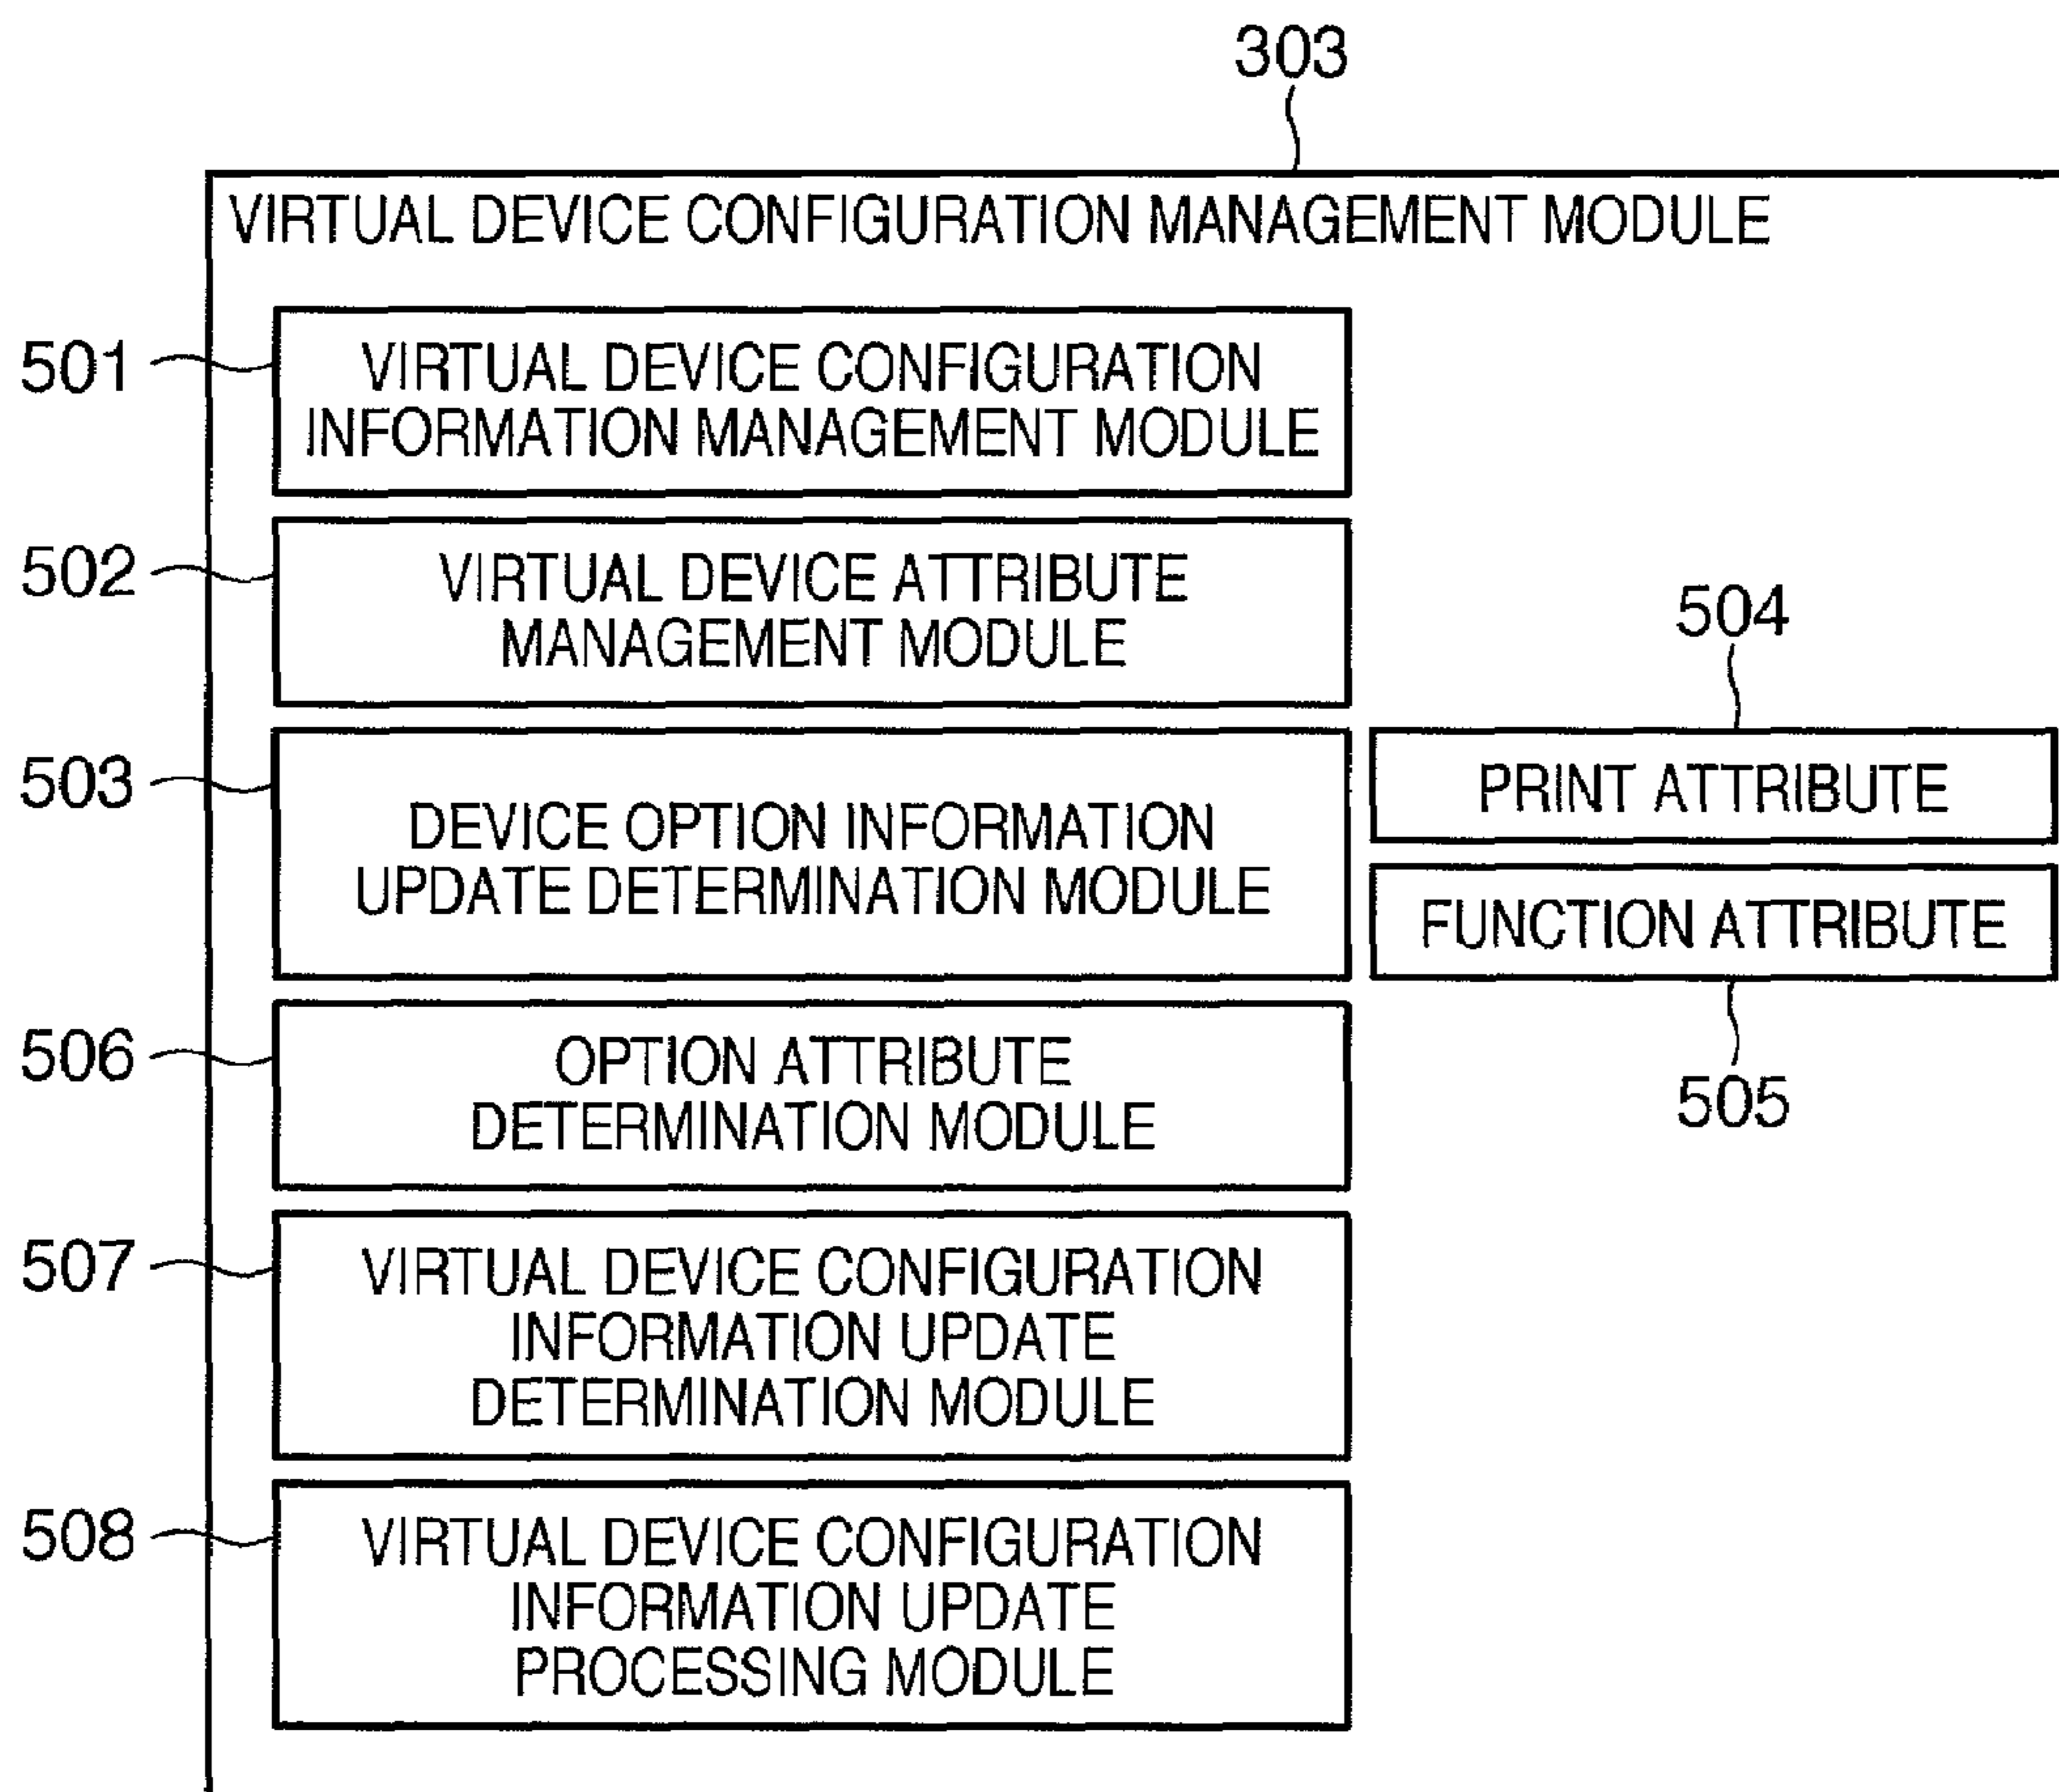 303
VIRTUAL DEVICE CONFIGURATION MANAGEMENT MODULE
501
VIRTUAL DEVICE CONFIGURATION
INFORMATION MANAGEMENT MODULE
502
VIRTUAL DEVICE ATTRIBUTE
MANAGEMENT MODULE
503
DEVICE OPTION INFORMATION
UPDATE DETERMINATION MODULE
504
PRINT ATTRIBUTE
FUNCTION ATTRIBUTE
505
506
OPTION ATTRIBUTE
DETERMINATION MODULE
507
VIRTUAL DEVICE CONFIGURATION
INFORMATION UPDATE
DETERMINATION MODULE
508
VIRTUAL DEVICE CONFIGURATION
INFORMATION UPDATE
PROCESSING MODULE